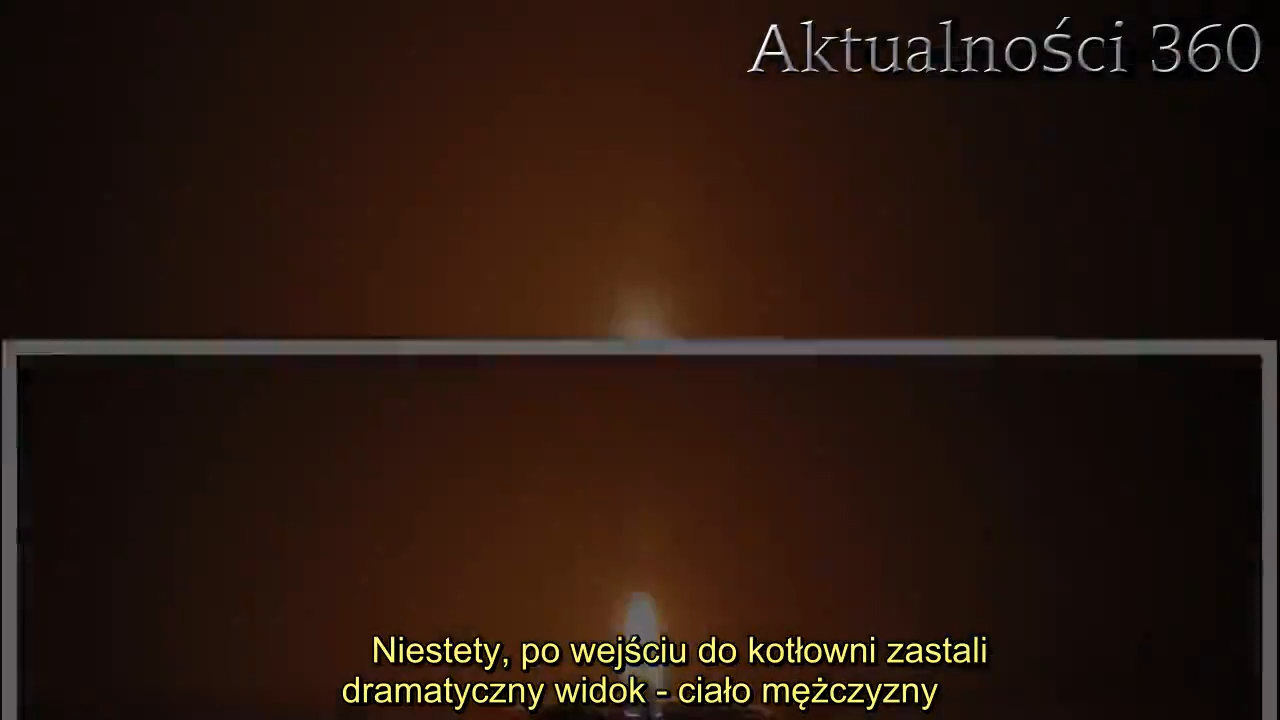 Aktualności 360
Niestety, po wejściu do kotłowni zastali
dramatyczny widok - ciało mężczyzny